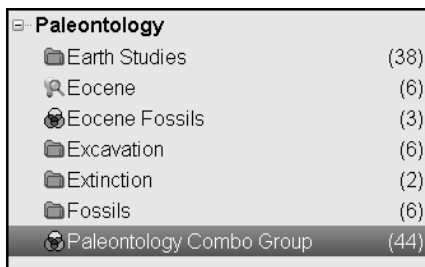 Paleontology
Earth Studies (38)
Eocene (6)
Eocene Fossils (3)
Excavation (6)
Extinction (2)
Fossils (6)
Paleontology Combo Group (44)